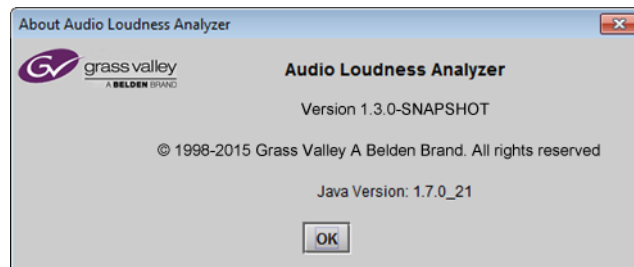 About Audio Loudness Analyzer
GV grass valley
A BELDEN BRAND
Audio Loudness Analyzer
Version 1.3.0-SNAPSHOT
© 1998-2015 Grass Valley A Belden Brand. All rights reserved
Java Version: 1.7.0_21
OK